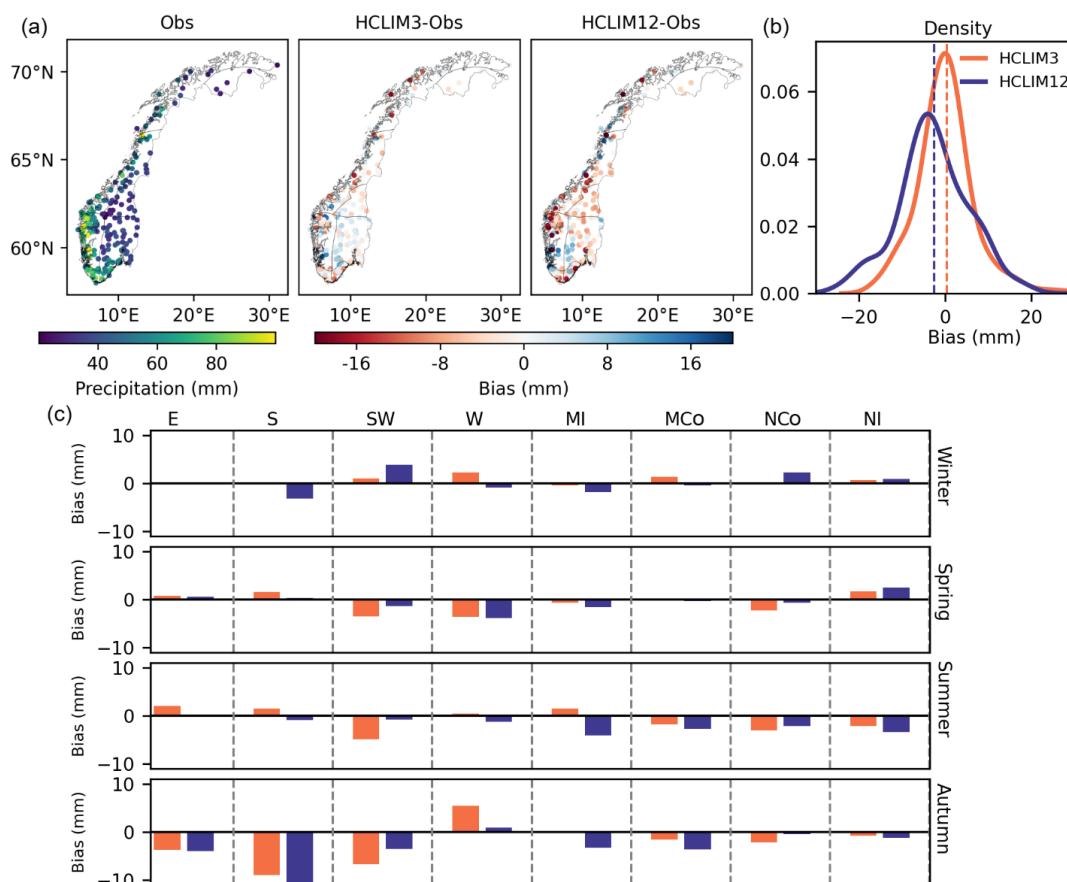 (a) Obs HCLIM3-Obs HCLIM12-Obs
70°N
65°N
60°N
10°E 20°E 30°E 10°E 20°E 30°E 10°E 20°E 30°E
40 60 80
Precipitation (mm)
-16 -8 0 8 16
Bias (mm)
(b) Density
HCLIM3
HCLIM12
0.06
0.04
0.02
0.00
−20 0 20
Bias (mm)
(c) E S SW W MI MCo NCo NI
10
0
−10
Bias (mm)
Winter
10
0
−10
Bias (mm)
Spring
10
0
−10
Bias (mm)
Summer
10
0
−10
Bias (mm)
Autumn